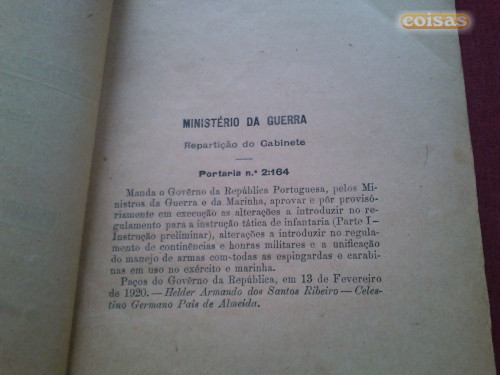 coisas
MINISTÉRIO DA GUERRA
Repartição do Gabinete
Portaria n.º 2:164
Manda o Govêrno da República Portuguesa, pelos Mi-
nistros da Guerra e da Marinha, aprovar e pôr provisó-
riamente em execução as alterações a introduzir no re-
gulamento para a instrução tática de infantaria (Parte I—
Instrução preliminar), alterações a introduzir no regula-
mento de continências e honras militares e a unificação
do manejo de armas com todas as espingardas e carabi-
nas em uso no exército e marinha.
Paços do Govêrno da República, em 13 de Fevereiro
de 1920.—Helder Armando dos Santos Ribeiro—Celes-
tino Germano Pais de Almeida.